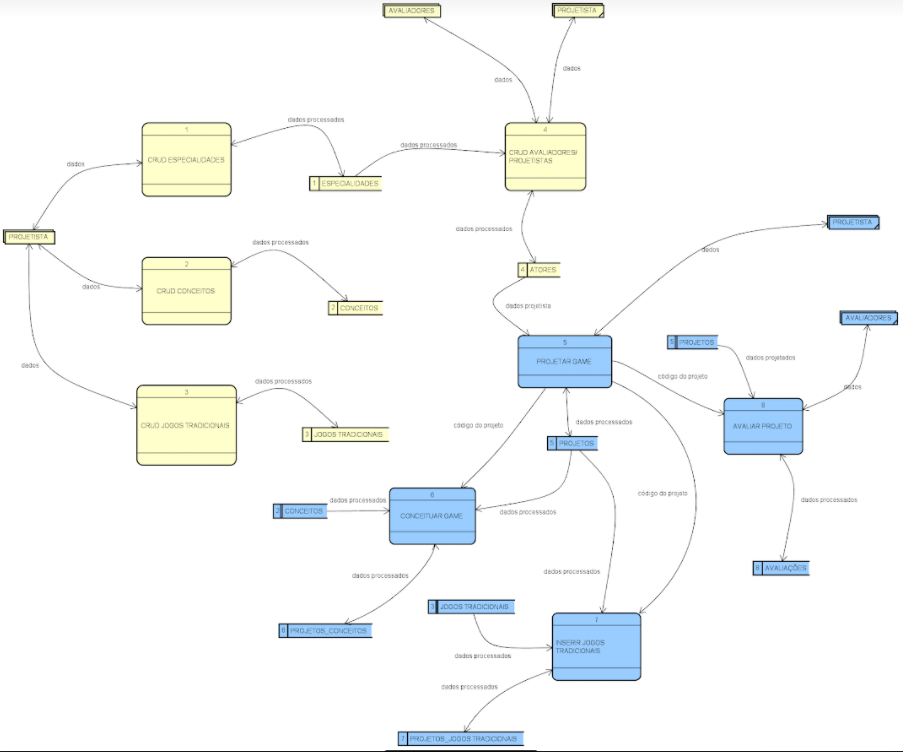 AVALIADORES
PROJETISTA
dados
dados
dados processados
1
CRUD ESPECIALIDADES
4
CRUD AVALIADORES/
PROJETISTAS
dados processados
dados
1 ESPECIALIDADES
PROJETISTA
dados processados
dados processados
PROJETISTA
dados
2
CRUD CONCEITOS
4 ATORES
dados
2 CONCEITOS
dados projetista
AVALIADORES
5
PROJETAR GAME
5 PROJETOS
dados projetados
dados
código do projeto
dados
dados processados
3
CRUD JOGOS TRADICIONAIS
8
AVALIAR PROJETO
código do projeto
dados processados
3 JOGOS TRADICIONAIS
5 PROJETOS
6
CONCEITUAR GAME
dados processados
2 CONCEITOS
dados processados
código do projeto
dados processados
dados processados
dados processados
AVALIAÇÕES
3 JOGOS TRADICIONAIS
7
INSERIR JOGOS
TRADICIONAIS
6 PROJETOS_CONCEITOS
dados processados
dados processados
7 PROJETOS_JOGOS TRADICIONAIS